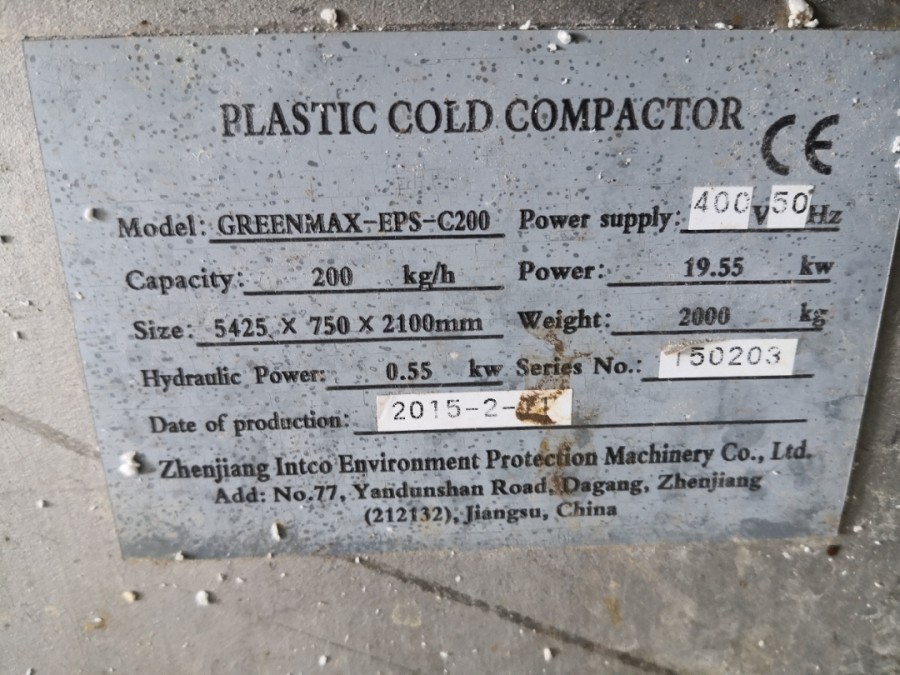 PLASTIC COLD COMPACTOR
CE
Model: GREENMAX-EPS-C200 Power supply: 400 V 50 Hz
Capacity: 200 kg/h Power: 19.55 kw
Size: 5425 X 750 X 2100mm Weight: 2000 kg
Hydraulic Power: 0.55 kw Series No.: 150203
Date of production: 2015-2-
Zhenjiang Intco Environment Protection Machinery Co., Ltd.
Add: No.77, Yandunshan Road, Dagang, Zhenjiang
(212132), Jiangsu, China